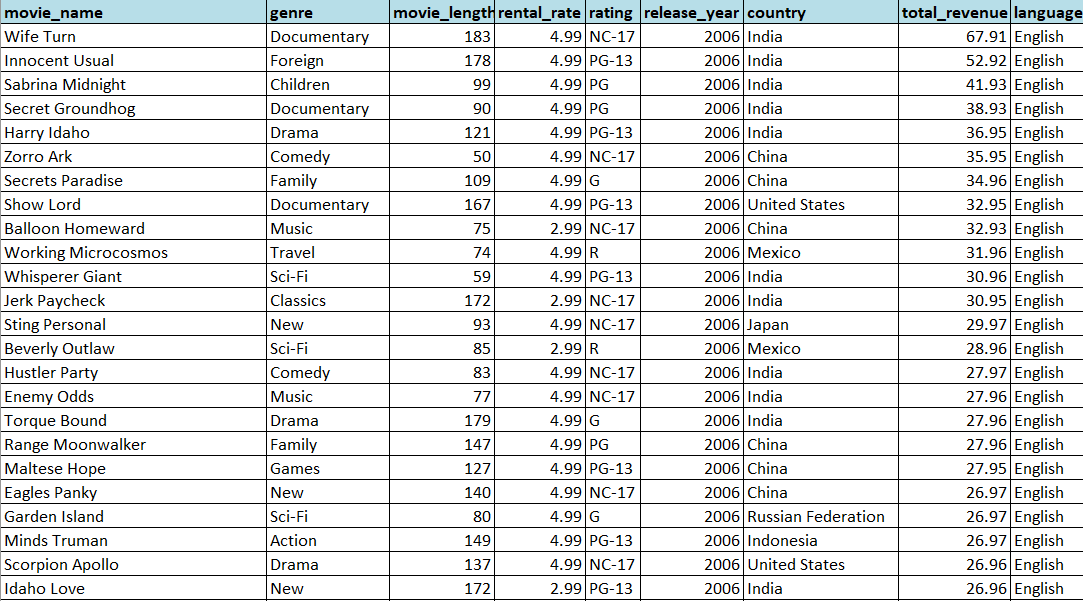 movie_name genre movie_length rental_rate rating release_year country total_revenue language
Wife Turn Documentary 183 4.99 NC-17 2006 India 67.91 English
Innocent Usual Foreign 178 4.99 PG-13 2006 India 52.92 English
Sabrina Midnight Children 99 4.99 PG 2006 India 41.93 English
Secret Groundhog Documentary 90 4.99 PG 2006 India 38.93 English
Harry Idaho Drama 121 4.99 PG-13 2006 India 36.95 English
Zorro Ark Comedy 50 4.99 NC-17 2006 China 35.95 English
Secrets Paradise Family 109 4.99 G 2006 China 34.96 English
Show Lord Documentary 167 4.99 PG-13 2006 United States 32.95 English
Balloon Homeward Music 75 2.99 NC-17 2006 China 32.93 English
Working Microcosmos Travel 74 4.99 R 2006 Mexico 31.96 English
Whisperer Giant Sci-Fi 59 4.99 PG-13 2006 India 30.96 English
Jerk Paycheck Classics 172 2.99 NC-17 2006 India 30.95 English
Sting Personal New 93 4.99 NC-17 2006 Japan 29.97 English
Beverly Outlaw Sci-Fi 85 2.99 R 2006 Mexico 28.96 English
Hustler Party Comedy 83 4.99 NC-17 2006 India 27.97 English
Enemy Odds Music 77 4.99 NC-17 2006 India 27.96 English
Torque Bound Drama 179 4.99 G 2006 India 27.96 English
Range Moonwalker Family 147 4.99 PG 2006 China 27.96 English
Maltese Hope Games 127 4.99 PG-13 2006 China 27.95 English
Eagles Panky New 140 4.99 NC-17 2006 China 26.97 English
Garden Island Sci-Fi 80 4.99 G 2006 Russian Federation 26.97 English
Minds Truman Action 149 4.99 PG-13 2006 Indonesia 26.97 English
Scorpion Apollo Drama 137 4.99 NC-17 2006 United States 26.96 English
Idaho Love New 172 2.99 PG-13 2006 India 26.96 English